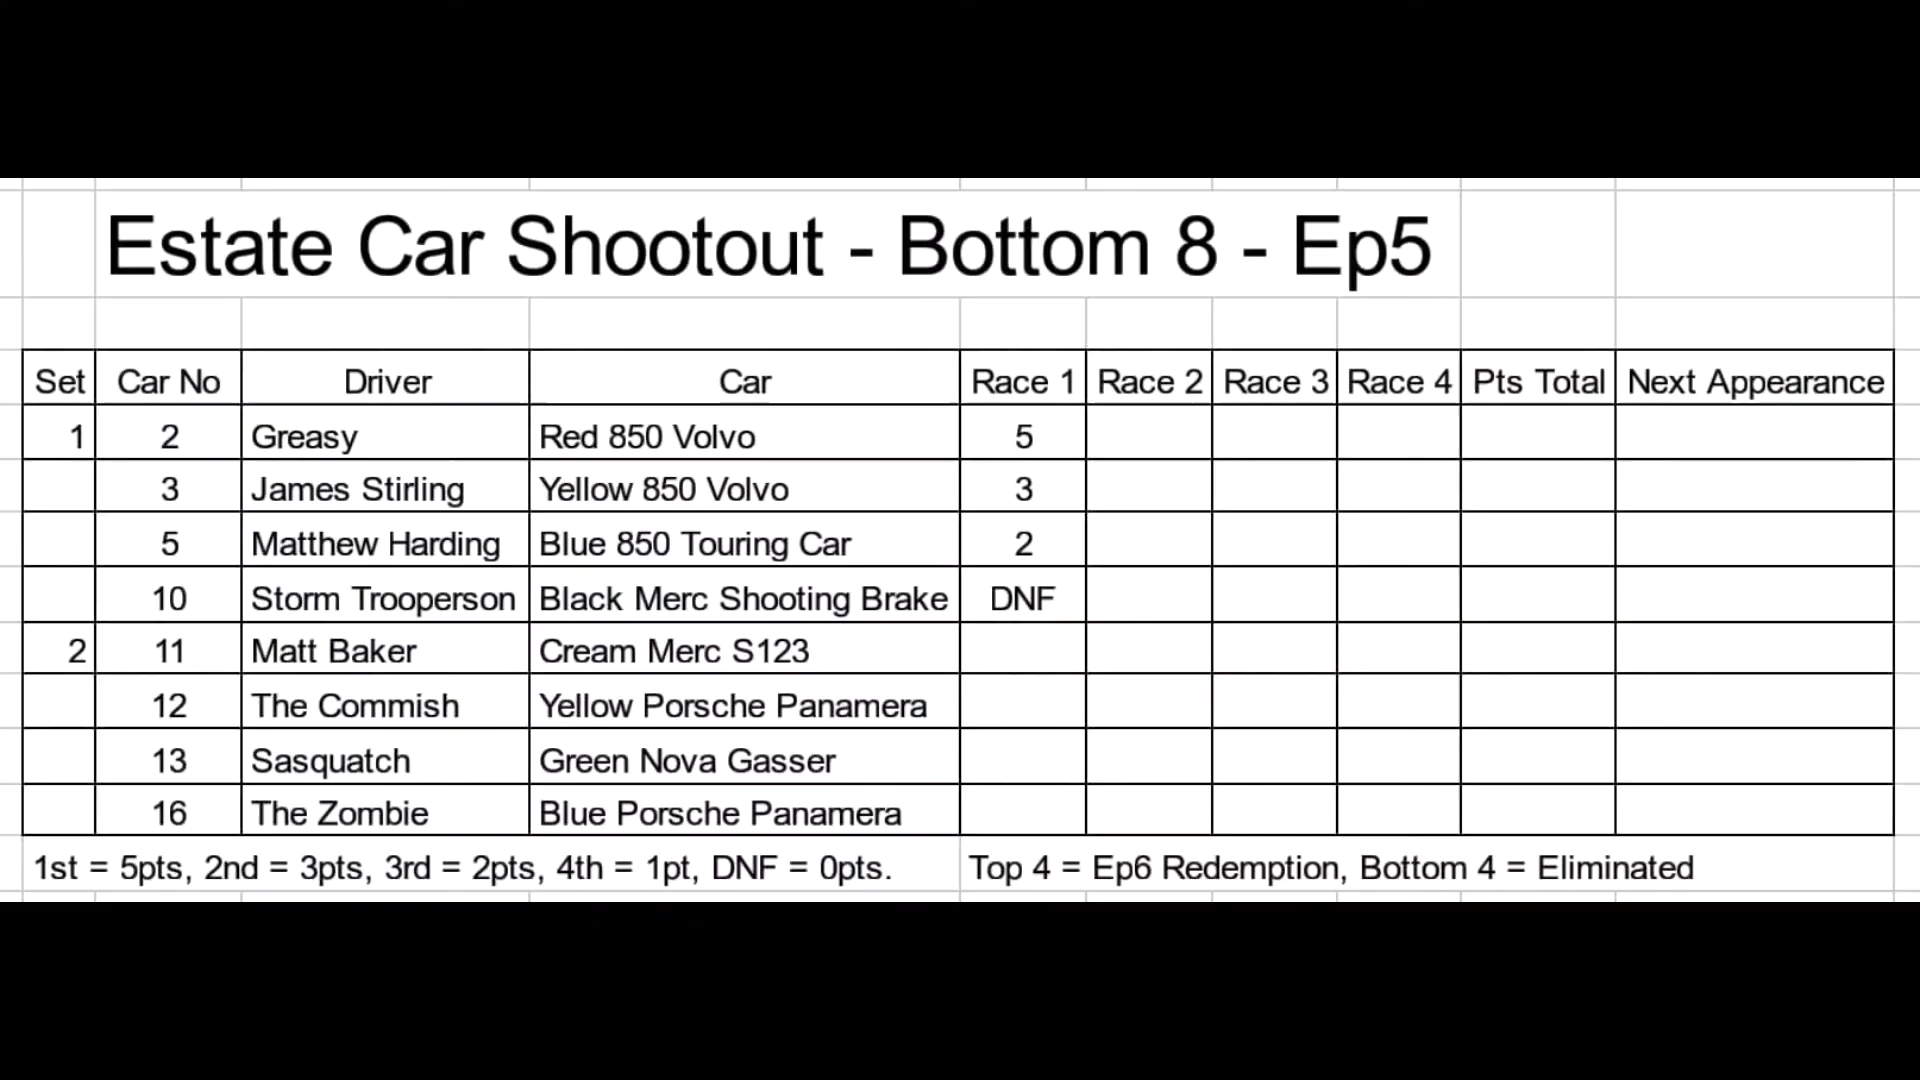 Estate Car Shootout - Bottom 8 - Ep5
Set Car No Driver Car Race 1 Race 2 Race 3 Race 4 Pts Total Next Appearance
1 2 Greasy Red 850 Volvo 5
3 James Stirling Yellow 850 Volvo 3
5 Matthew Harding Blue 850 Touring Car 2
10 Storm Trooperson Black Merc Shooting Brake DNF
2 11 Matt Baker Cream Merc S123
12 The Commish Yellow Porsche Panamera
13 Sasquatch Green Nova Gasser
16 The Zombie Blue Porsche Panamera
1st = 5pts, 2nd = 3pts, 3rd = 2pts, 4th = 1pt, DNF = 0pts. Top 4 = Ep6 Redemption, Bottom 4 = Eliminated